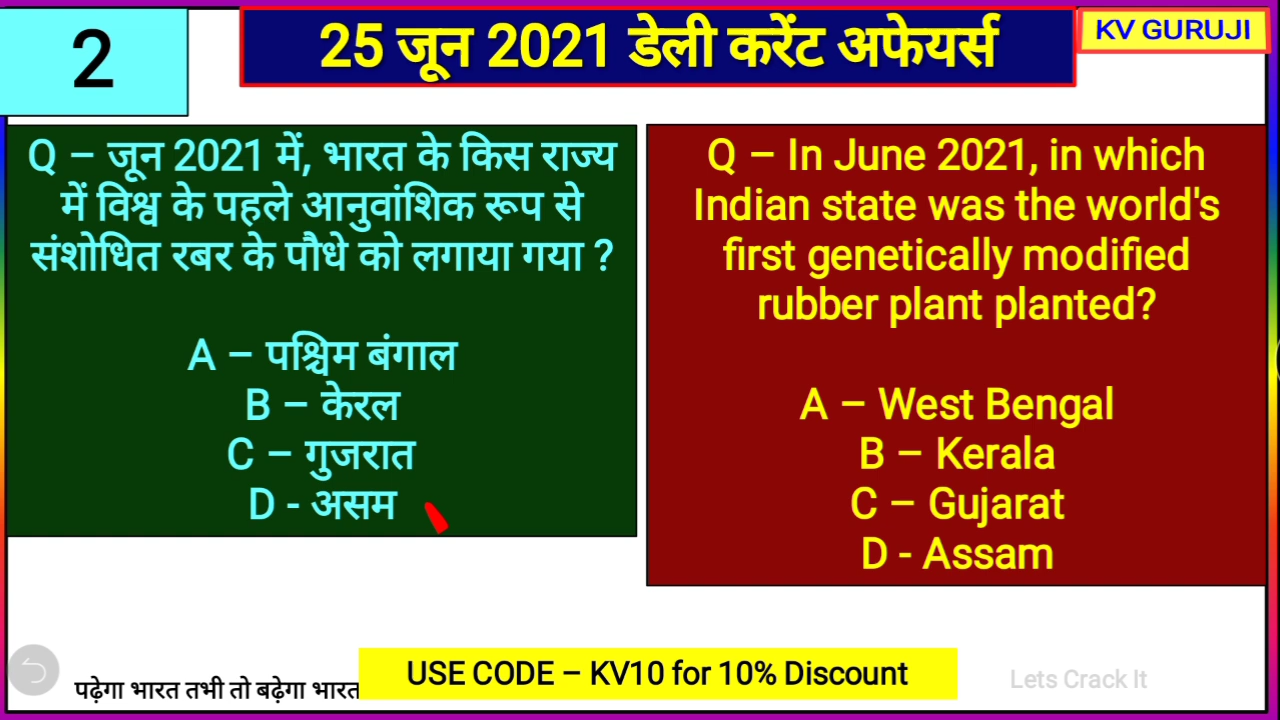 2
25 जून 2021 डेली करेंट अफेयर्स
KV GURUJI
Q – जून 2021 में, भारत के किस राज्य
में विश्व के पहले आनुवांशिक रूप से
संशोधित रबर के पौधे को लगाया गया ?
A – पश्चिम बंगाल
B – केरल
C – गुजरात
D - असम
Q – In June 2021, in which
Indian state was the world's
first genetically modified
rubber plant planted?
A – West Bengal
B – Kerala
C – Gujarat
D - Assam
पढ़ेगा भारत तभी तो बढ़ेगा भारत
USE CODE – KV10 for 10% Discount
Lets Crack It